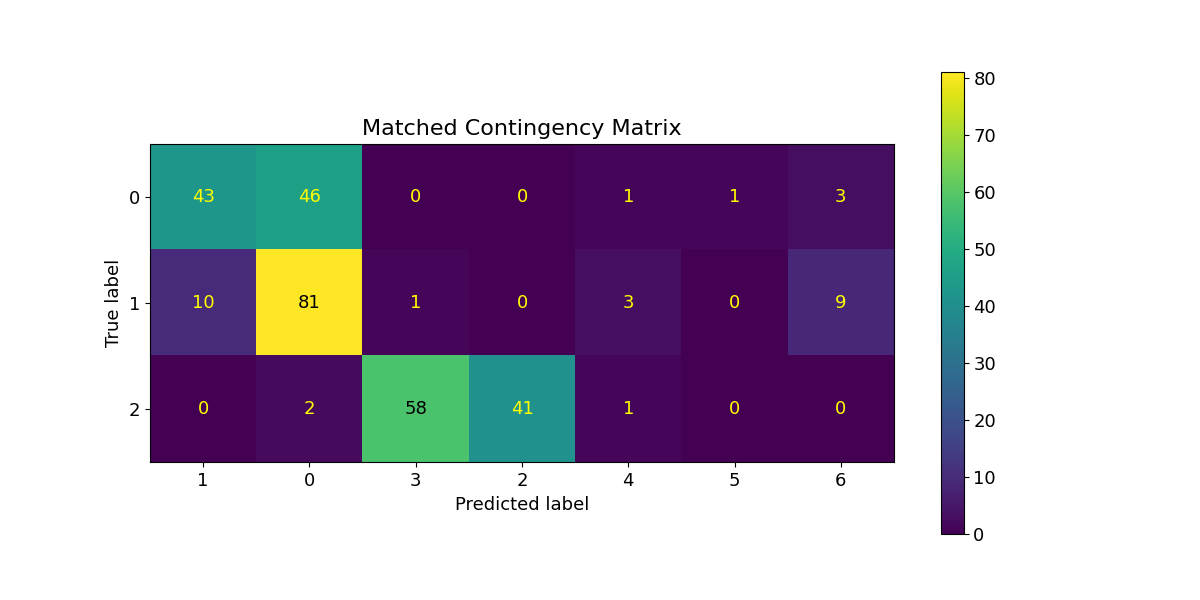 Matched Contingency Matrix
80
70
60
50
40
30
20
10
0
True label
0 43 46 0 0 1 1 3
1 10 81 1 0 3 0 9
2 0 2 58 41 1 0 0
1 0 3 2 4 5 6
Predicted label